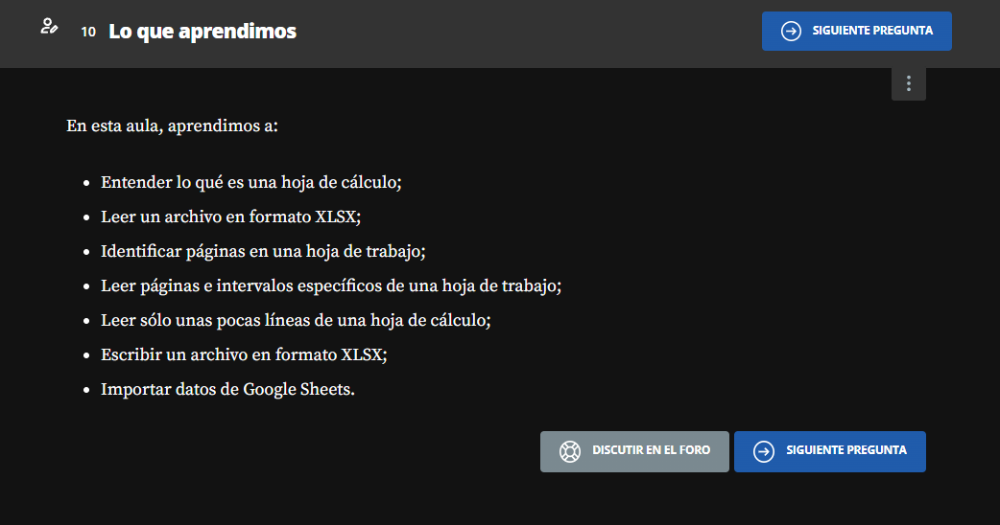 10 Lo que aprendimos
SIGUIENTE PREGUNTA
En esta aula, aprendimos a:
Entender lo qué es una hoja de cálculo;
Leer un archivo en formato XLSX;
Identificar páginas en una hoja de trabajo;
Leer páginas e intervalos específicos de una hoja de trabajo;
Leer sólo unas pocas líneas de una hoja de cálculo;
Escribir un archivo en formato XLSX;
Importar datos de Google Sheets.
DISCUTIR EN EL FORO
SIGUIENTE PREGUNTA